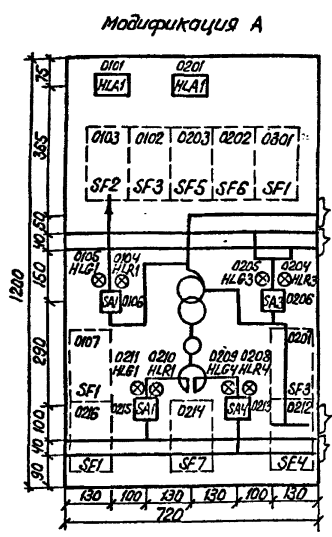 Модификация А
0101 0201
HLA1 HLA1
0103 0102 0203 0202 0301
SF2 SF3 SF5 SF6 SF1
0105 0104 0205 0204
HLG1 HLR1 HLG3 HLR3
SA1 0106 SA3 0206
0107
SF1 SF3
0211 0210 0209 0208
HLG1 HLR1 HLG4 HLR4
0216 0215 SA1 0214 SA4 0213 0212
SF1 SF7 SF4
75
365
50
40
150
290
100
40
90
1200
130 100 130 130 100 130
720